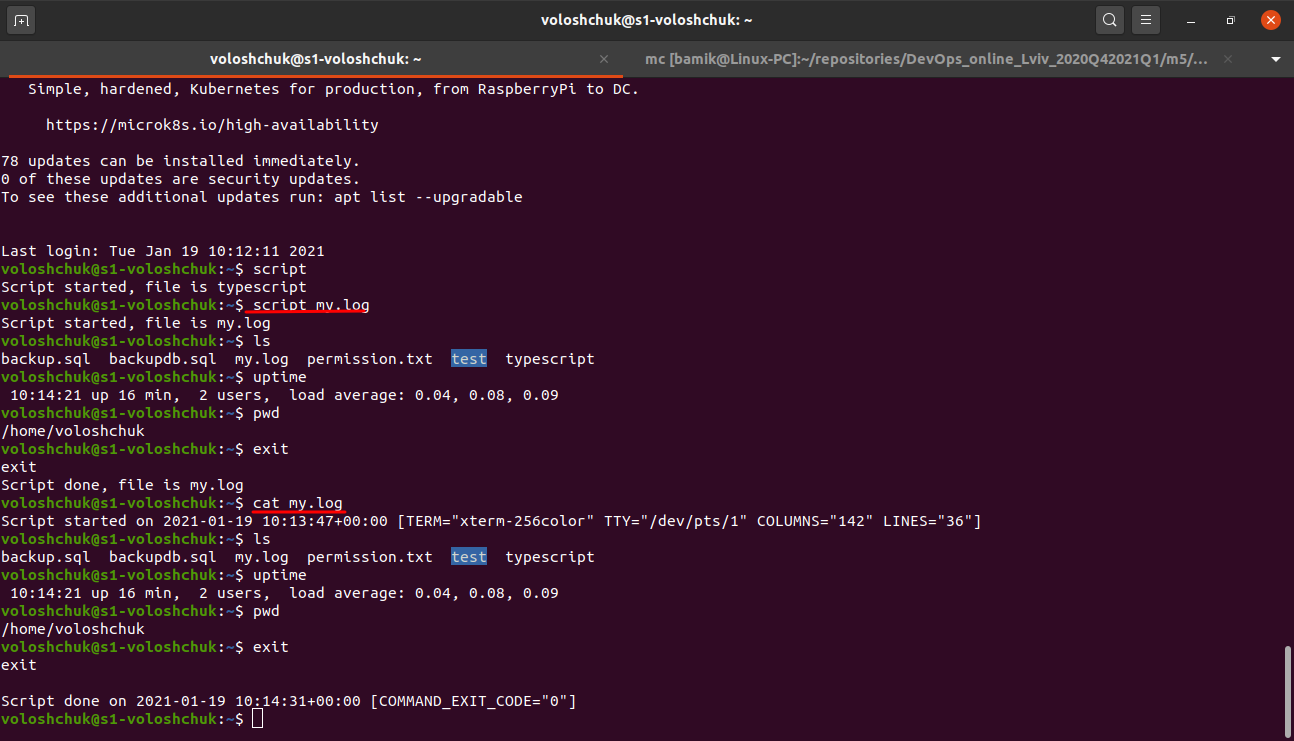 voloshchuk@s1-voloshchuk: ~
voloshchuk@s1-voloshchuk: ~
mc [bamik@Linux-PC]:~/repositories/DevOps_online_Lviv_2020Q42021Q1/m5/...
Simple, hardened, Kubernetes for production, from RaspberryPi to DC.
https://microk8s.io/high-availability
78 updates can be installed immediately.
0 of these updates are security updates.
To see these additional updates run: apt list --upgradable
Last login: Tue Jan 19 10:12:11 2021
voloshchuk@s1-voloshchuk:~$ script
Script started, file is typescript
voloshchuk@s1-voloshchuk:~$ script my.log
Script started, file is my.log
voloshchuk@s1-voloshchuk:~$ ls
backup.sql  backupdb.sql  my.log  permission.txt  test  typescript
voloshchuk@s1-voloshchuk:~$ uptime
 10:14:21 up 16 min,  2 users,  load average: 0.04, 0.08, 0.09
voloshchuk@s1-voloshchuk:~$ pwd
/home/voloshchuk
voloshchuk@s1-voloshchuk:~$ exit
exit
Script done, file is my.log
voloshchuk@s1-voloshchuk:~$ cat my.log
Script started on 2021-01-19 10:13:47+00:00 [TERM="xterm-256color" TTY="/dev/pts/1" COLUMNS="142" LINES="36"]
voloshchuk@s1-voloshchuk:~$ ls
backup.sql  backupdb.sql  my.log  permission.txt  test  typescript
voloshchuk@s1-voloshchuk:~$ uptime
 10:14:21 up 16 min,  2 users,  load average: 0.04, 0.08, 0.09
voloshchuk@s1-voloshchuk:~$ pwd
/home/voloshchuk
voloshchuk@s1-voloshchuk:~$ exit
exit
Script done on 2021-01-19 10:14:31+00:00 [COMMAND_EXIT_CODE="0"]
voloshchuk@s1-voloshchuk:~$